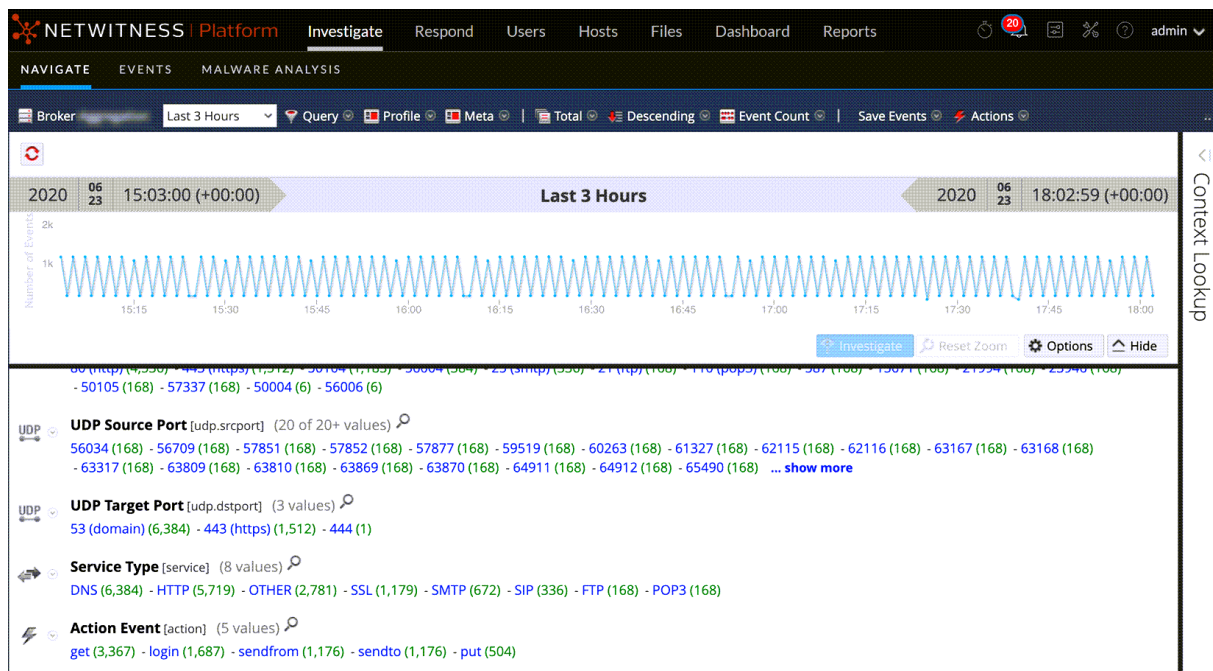 NETWITNESS | Platform Investigate Respond Users Hosts Files Dashboard Reports 20 admin
NAVIGATE EVENTS MALWARE ANALYSIS
Broker Last 3 Hours Query Profile Meta | Total Descending Event Count | Save Events Actions ..
2020 06 23 15:03:00 (+00:00) Last 3 Hours 2020 06 23 18:02:59 (+00:00)
Context Lookup
Number of Events
2k
1k
15:15 15:30 15:45 16:00 16:15 16:30 16:45 17:00 17:15 17:30 17:45 18:00
Investigate Reset Zoom Options Hide
- 50105 (168) - 57337 (168) - 50004 (6) - 56006 (6)
UDP UDP Source Port [udp.srcport] (20 of 20+ values)
56034 (168) - 56709 (168) - 57851 (168) - 57852 (168) - 57877 (168) - 59519 (168) - 60263 (168) - 61327 (168) - 62115 (168) - 62116 (168) - 63167 (168) - 63168 (168)
- 63317 (168) - 63809 (168) - 63810 (168) - 63869 (168) - 63870 (168) - 64911 (168) - 64912 (168) - 65490 (168) ... show more
UDP UDP Target Port [udp.dstport] (3 values)
53 (domain) (6,384) - 443 (https) (1,512) - 444 (1)
Service Type [service] (8 values)
DNS (6,384) - HTTP (5,719) - OTHER (2,781) - SSL (1,179) - SMTP (672) - SIP (336) - FTP (168) - POP3 (168)
Action Event [action] (5 values)
get (3,367) - login (1,687) - sendfrom (1,176) - sendto (1,176) - put (504)